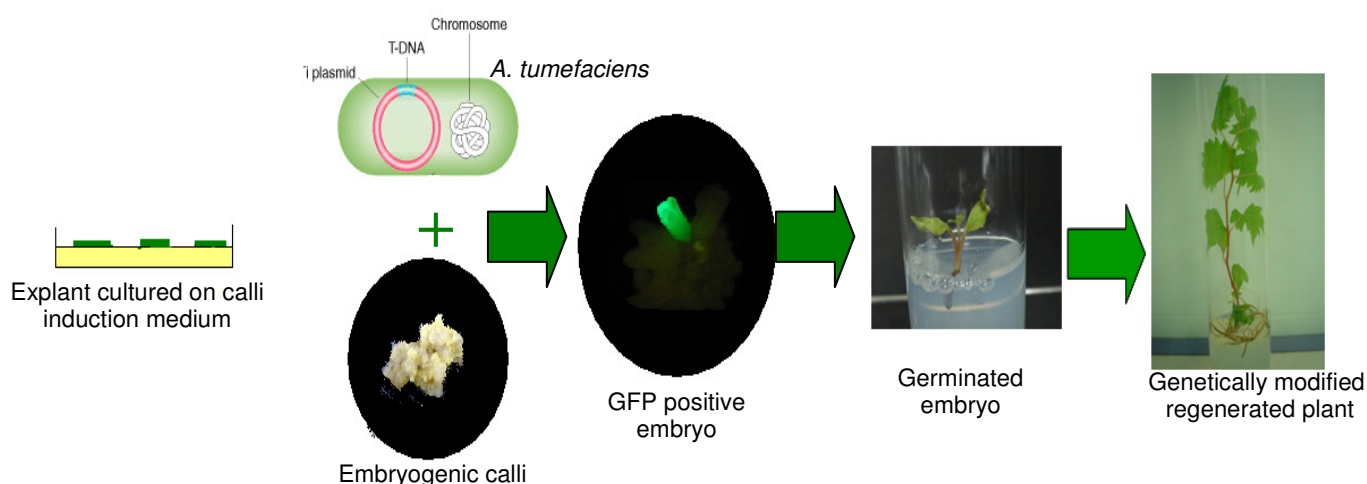 Chromosome
T-DNA
i plasmid
A. tumefaciens
+
Explant cultured on calli
induction medium
Embryogenic calli
GFP positive
embryo
Germinated
embryo
Genetically modified
regenerated plant